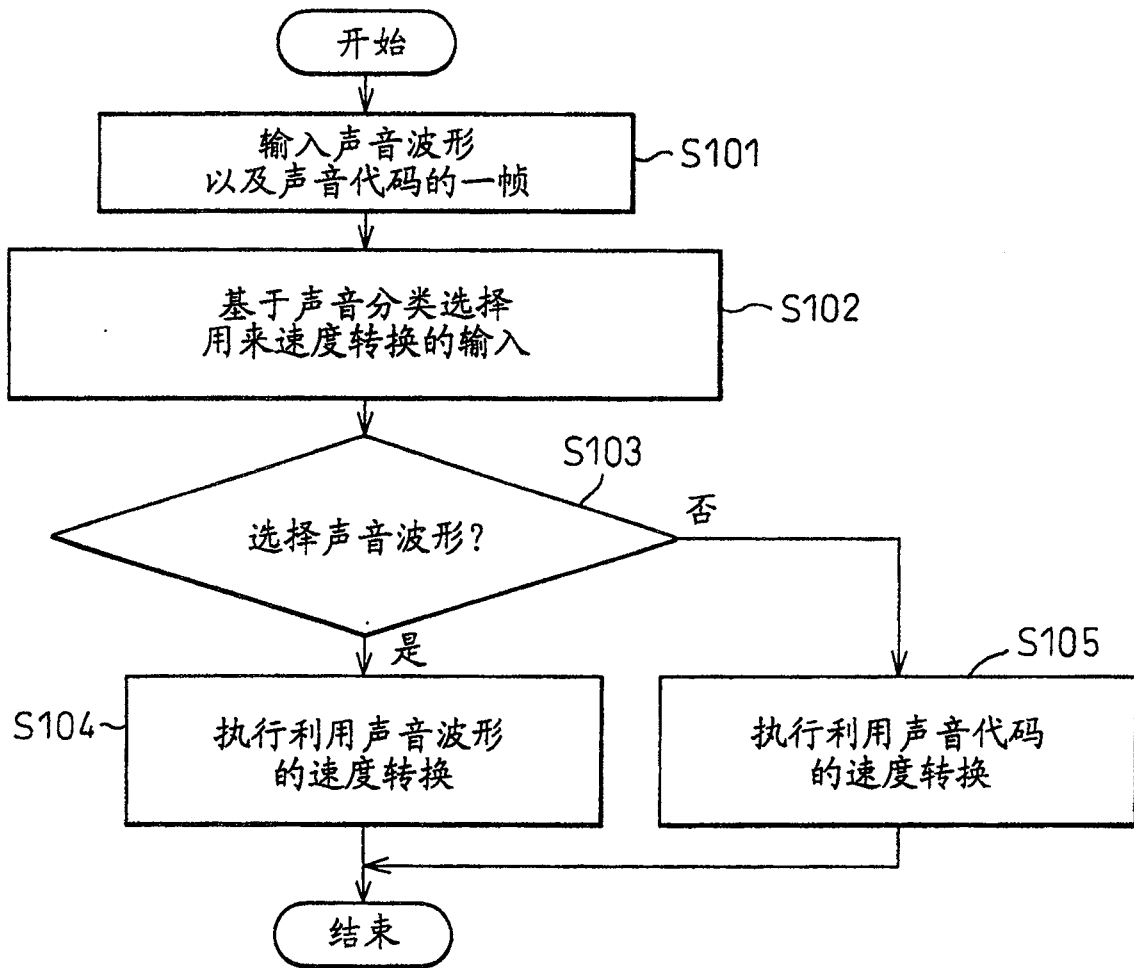 开始
输入声音波形
以及声音代码的一帧
S101
基于声音分类选择
用来速度转换的输入
S102
S103
选择声音波形?
否
是
S104
执行利用声音波形
的速度转换
S105
执行利用声音代码
的速度转换
结束